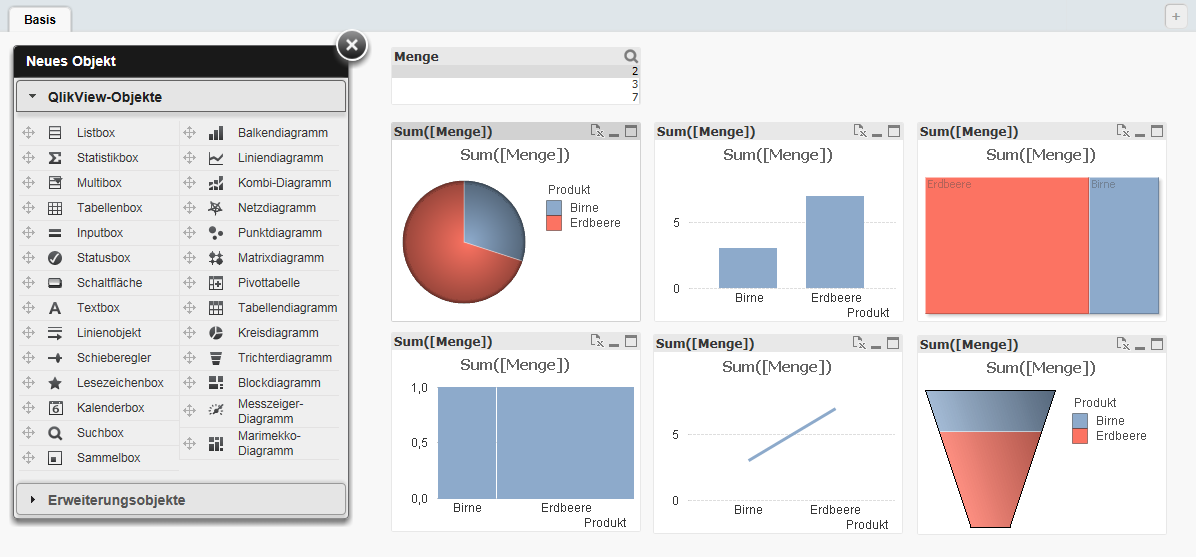 Basis
+
Neues Objekt
QlikView-Objekte
Listbox
Statistikbox
Multibox
Tabellenbox
Inputbox
Statusbox
Schaltfläche
Textbox
Linienobjekt
Schieberegler
Lesezeichenbox
Kalenderbox
Suchbox
Sammelbox
Balkendiagramm
Liniendiagramm
Kombi-Diagramm
Netzdiagramm
Punktdiagramm
Matrixdiagramm
Pivottabelle
Tabellendiagramm
Kreisdiagramm
Trichterdiagramm
Blockdiagramm
Messzeiger-
Diagramm
Marimekko-
Diagramm
Erweiterungsobjekte
Menge
2
3
7
Sum([Menge])
Sum([Menge])
Produkt
Birne
Erdbeere
Sum([Menge])
Sum([Menge])
5
0
Birne Erdbeere
Produkt
Sum([Menge])
Sum([Menge])
Erdbeere Birne
Sum([Menge])
Sum([Menge])
1,0
0,5
0,0
Birne Erdbeere
Produkt
Sum([Menge])
Sum([Menge])
5
0
Birne Erdbeere
Produkt
Sum([Menge])
Sum([Menge])
Produkt
Birne
Erdbeere